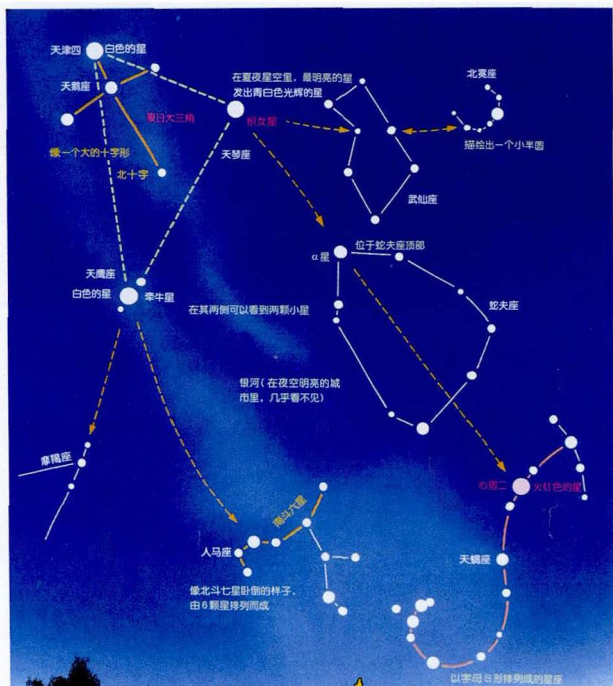 天津四
白色的星
天鹅座
夏日大三角
像一个大的十字形
北十字
在夏夜星空里，最明亮的星
发出青白色光辉的星
织女星
天琴座
北冕座
描绘出一个小半圆
武仙座
α星
位于蛇夫座顶部
蛇夫座
天鹰座
白色的星
牵牛星
在其两侧可以看到两颗小星
银河（在夜空明亮的城
市里，几乎看不见）
摩羯座
心宿二
火红色的星
南斗六星
人马座
像北斗七星卧倒的样子，
由6颗星排列而成
天蝎座
以字母S形排列成的星座